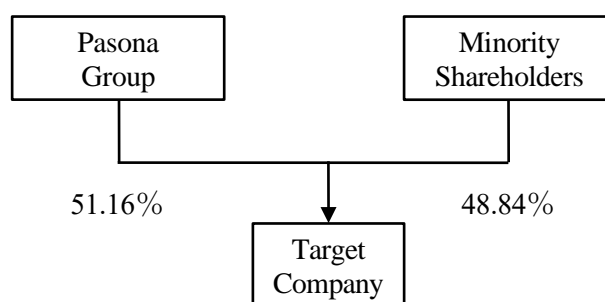 Pasona
Group
Minority
Shareholders
51.16%
48.84%
Target
Company